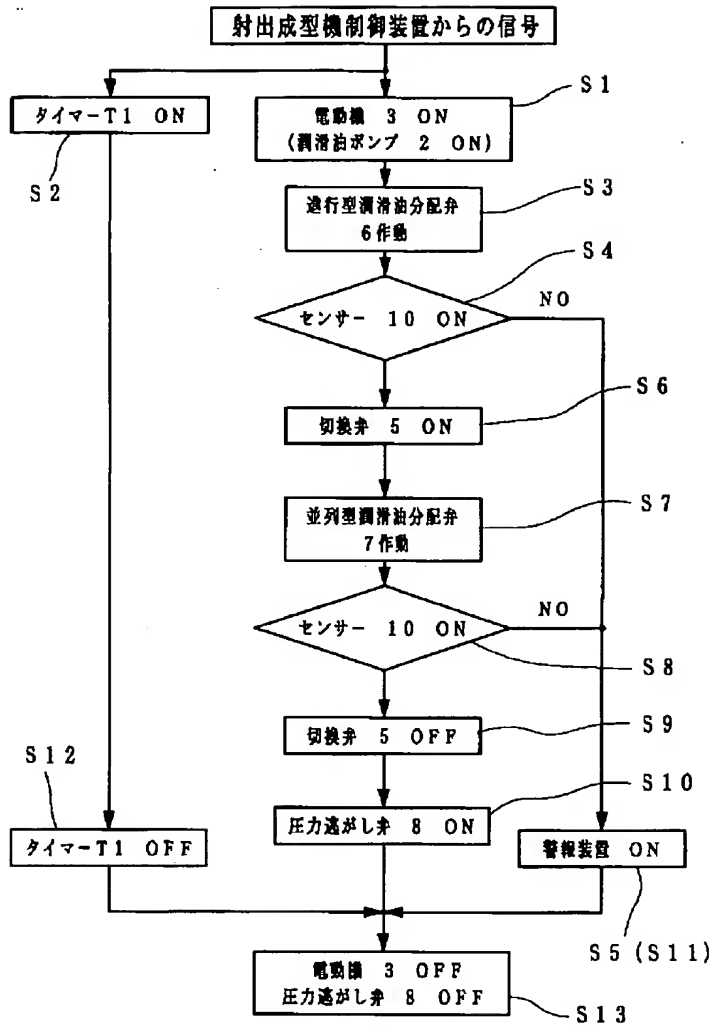 射出成型機制御装置からの信号
S1
タイマーT1 ON
電動機 3 ON
(潤滑油ポンプ 2 ON)
S2
S3
進行型潤滑油分配弁
6作動
S4
センサー 10 ON
NO
S6
切換弁 5 ON
S7
並列型潤滑油分配弁
7作動
センサー 10 ON
NO
S8
S9
切換弁 5 OFF
S12
S10
圧力逃がし弁 8 ON
タイマーT1 OFF
警報装置 ON
S5(S11)
電動機 3 OFF
圧力逃がし弁 8 OFF
S13